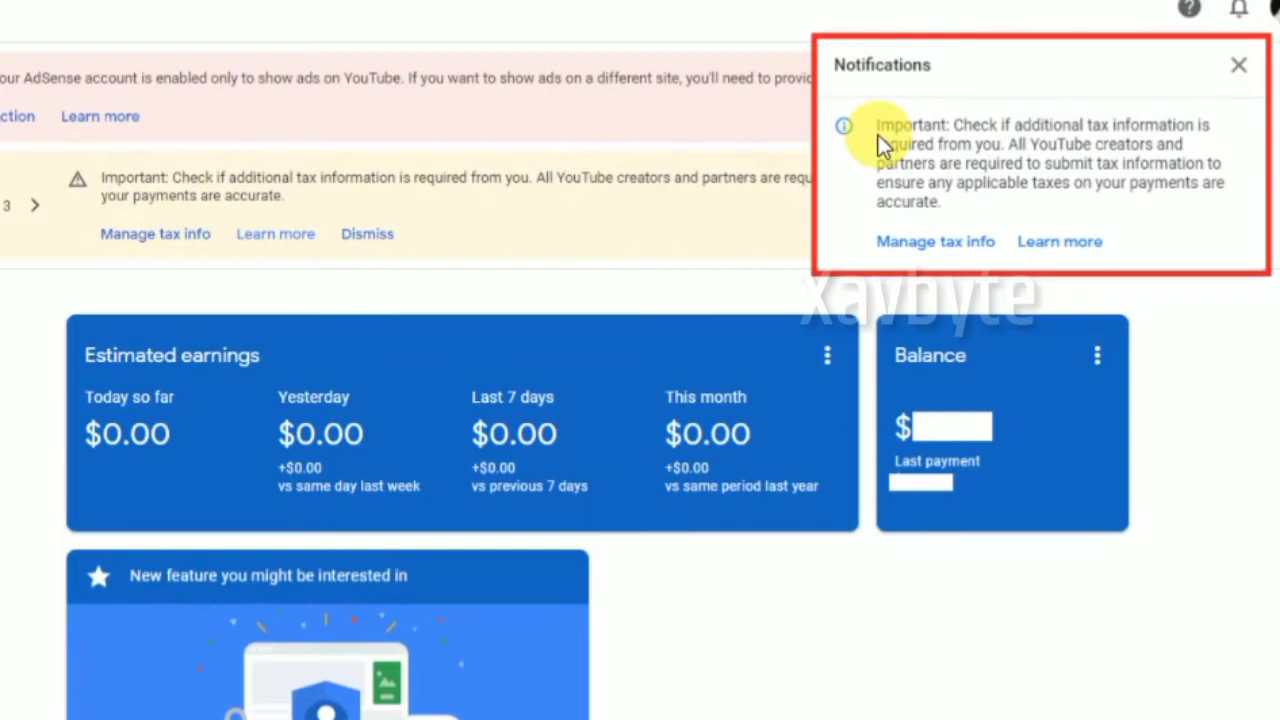 our AdSense account is enabled only to show ads on YouTube. If you want to show ads on a different site, you'll need to provid
ction Learn more
Important: Check if additional tax information is required from you. All YouTube creators and partners are requ
your payments are accurate.
3
Manage tax info Learn more Dismiss
Notifications
Important: Check if additional tax information is
required from you. All YouTube creators and
partners are required to submit tax information to
ensure any applicable taxes on your payments are
accurate.
Manage tax info Learn more
Xavbyte
Estimated earnings
Today so far Yesterday Last 7 days This month
$0.00 $0.00 $0.00 $0.00
+$0.00 +$0.00 +$0.00
vs same day last week vs previous 7 days vs same period last year
Balance
$
Last payment
New feature you might be interested in